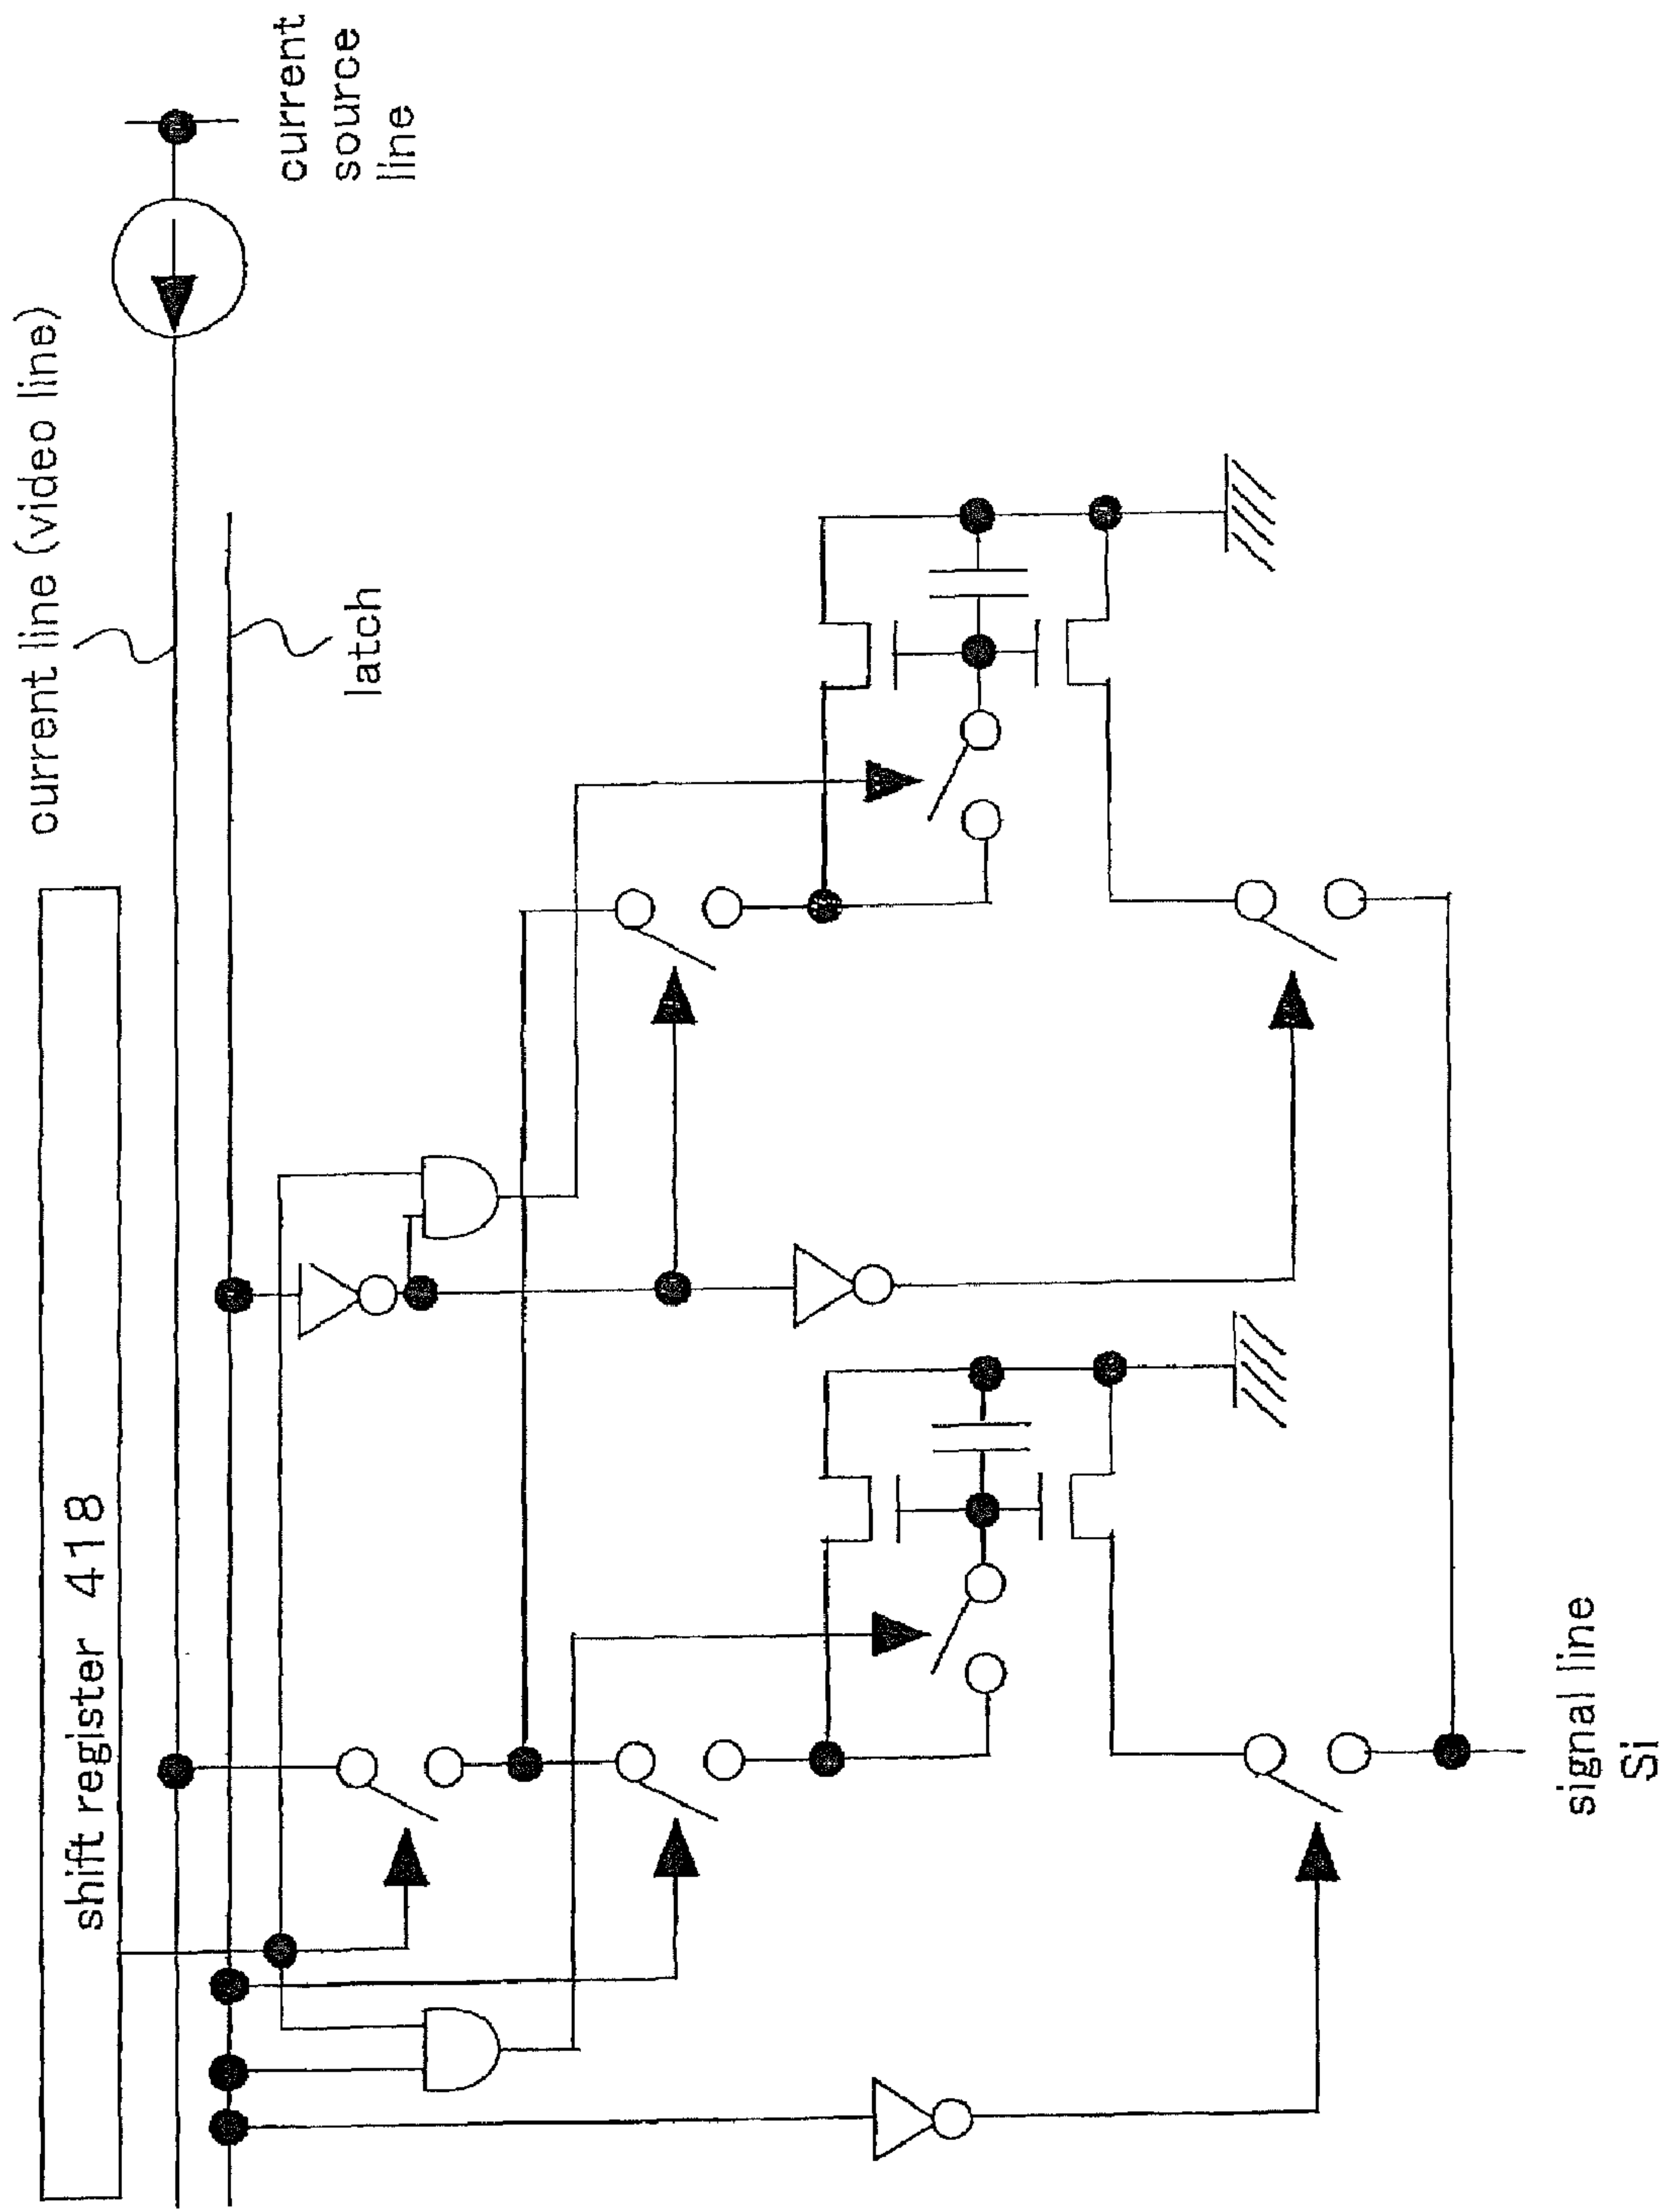 current line (video line)
shift register 418
current
source
line
latch
signal line
Si